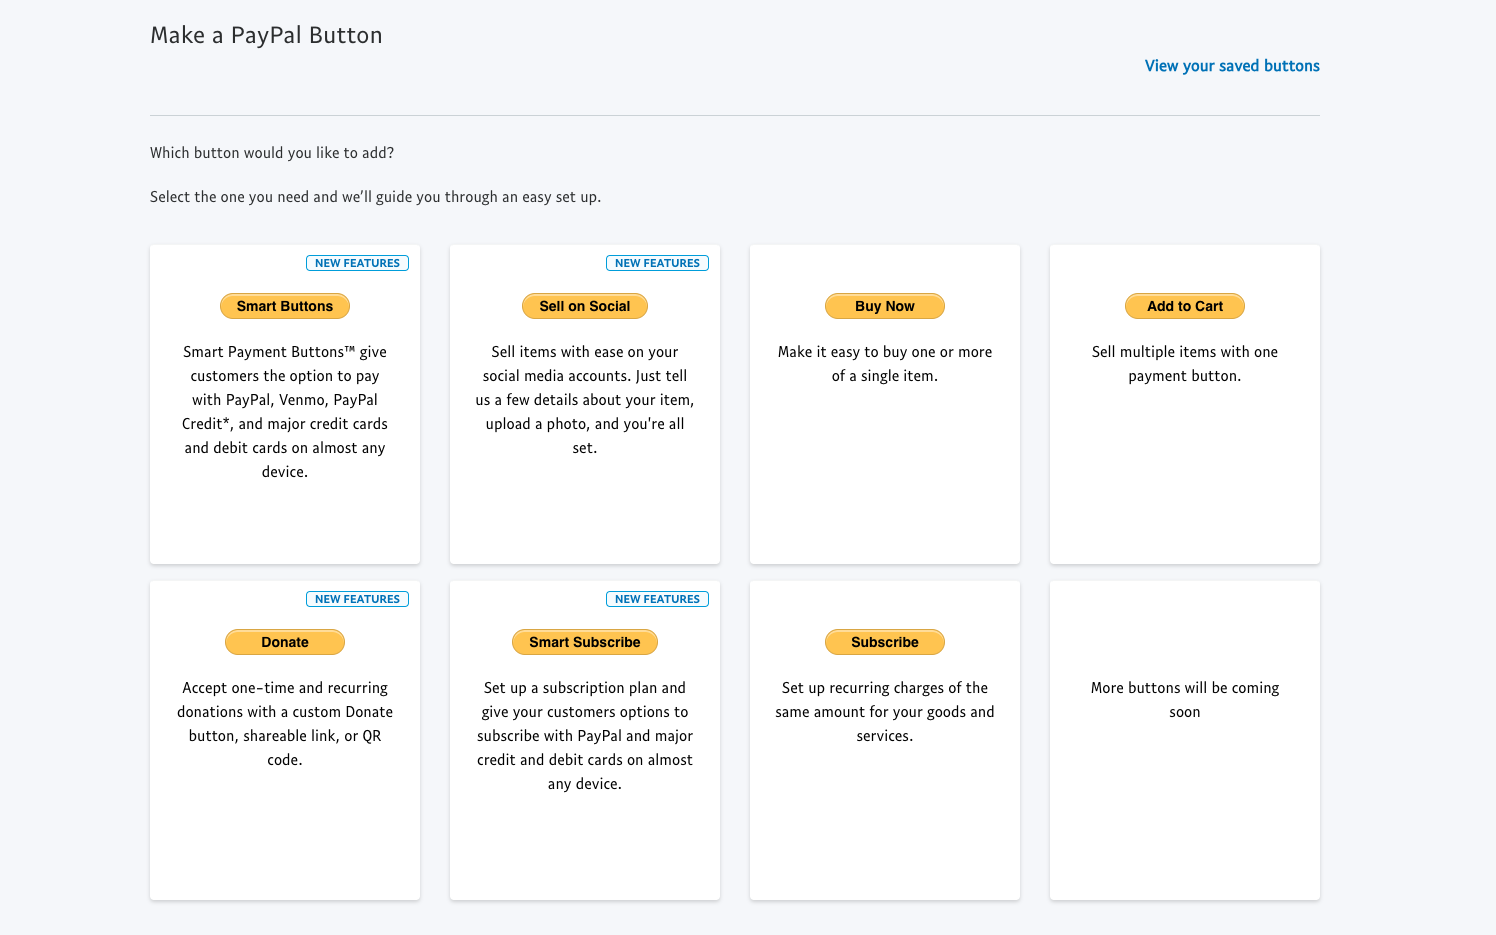 Make a PayPal Button
View your saved buttons
Which button would you like to add?
Select the one you need and we’ll guide you through an easy set up.
NEW FEATURES
Smart Buttons
Smart Payment Buttons™ give
customers the option to pay
with PayPal, Venmo, PayPal
Credit*, and major credit cards
and debit cards on almost any
device.
NEW FEATURES
Sell on Social
Sell items with ease on your
social media accounts. Just tell
us a few details about your item,
upload a photo, and you're all
set.
Buy Now
Make it easy to buy one or more
of a single item.
Add to Cart
Sell multiple items with one
payment button.
NEW FEATURES
Donate
Accept one-time and recurring
donations with a custom Donate
button, shareable link, or QR
code.
NEW FEATURES
Smart Subscribe
Set up a subscription plan and
give your customers options to
subscribe with PayPal and major
credit and debit cards on almost
any device.
Subscribe
Set up recurring charges of the
same amount for your goods and
services.
More buttons will be coming
soon